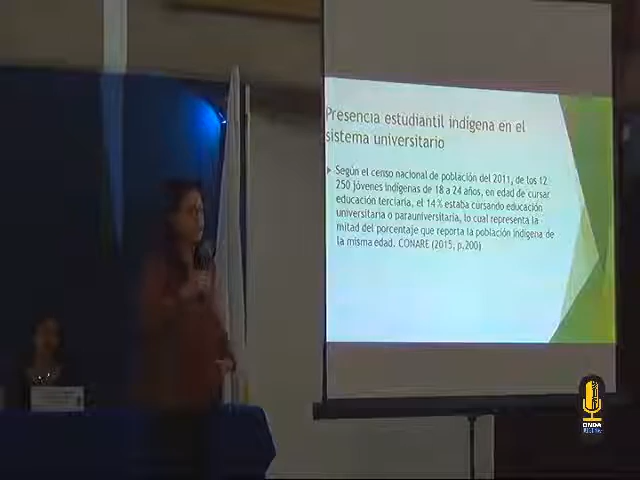 Presencia estudiantil indígena en el
sistema universitario
Según el censo nacional de población del 2011, de los 12
250 jóvenes indígenas de 18 a 24 años, en edad de cursar
educación terciaria, el 14 % estaba cursando educación
universitaria o parauniversitaria, lo cual representa la
mitad del porcentaje que reporta la población indígena de
la misma edad. CONARE (2015, p.200)
ONDA